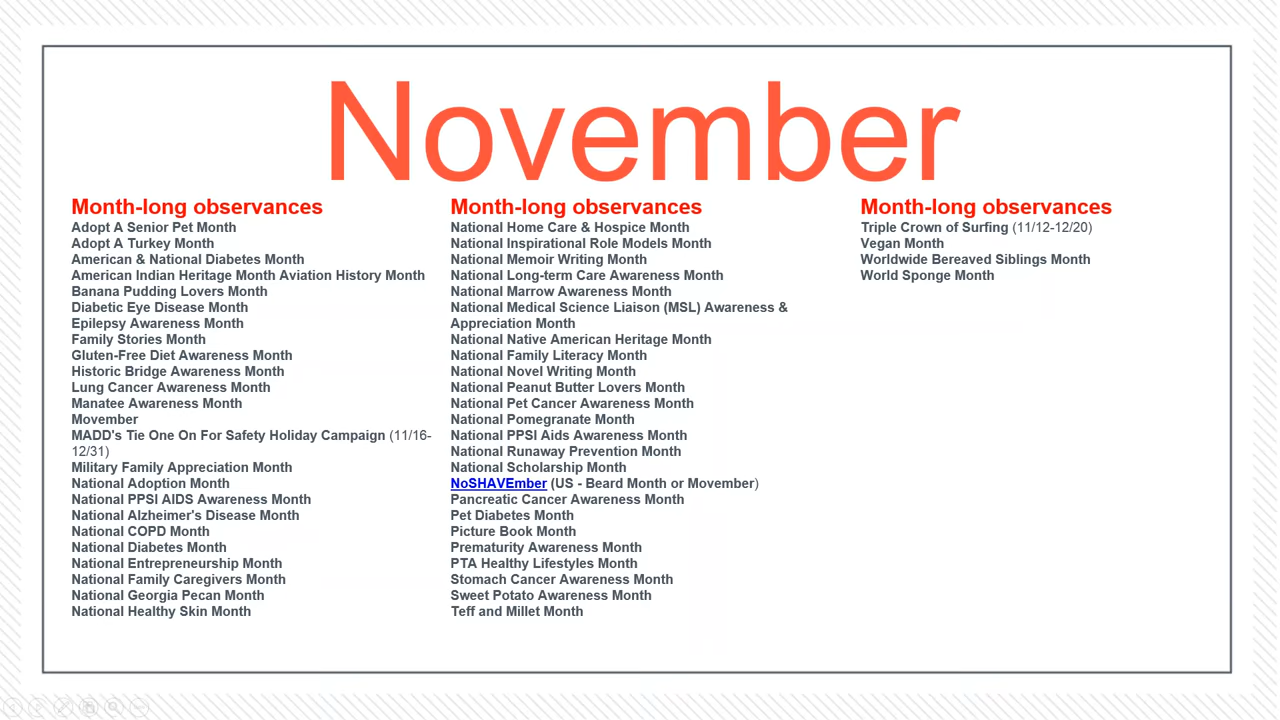 November
Month-long observances
Adopt A Senior Pet Month
Adopt A Turkey Month
American & National Diabetes Month
American Indian Heritage Month Aviation History Month
Banana Pudding Lovers Month
Diabetic Eye Disease Month
Epilepsy Awareness Month
Family Stories Month
Gluten-Free Diet Awareness Month
Historic Bridge Awareness Month
Lung Cancer Awareness Month
Manatee Awareness Month
Movember
MADD's Tie One On For Safety Holiday Campaign (11/16-
12/31)
Military Family Appreciation Month
National Adoption Month
National PPSI AIDS Awareness Month
National Alzheimer's Disease Month
National COPD Month
National Diabetes Month
National Entrepreneurship Month
National Family Caregivers Month
National Georgia Pecan Month
National Healthy Skin Month
Month-long observances
National Home Care & Hospice Month
National Inspirational Role Models Month
National Memoir Writing Month
National Long-term Care Awareness Month
National Marrow Awareness Month
National Medical Science Liaison (MSL) Awareness &
Appreciation Month
National Native American Heritage Month
National Family Literacy Month
National Novel Writing Month
National Peanut Butter Lovers Month
National Pet Cancer Awareness Month
National Pomegranate Month
National PPSI Aids Awareness Month
National Runaway Prevention Month
National Scholarship Month
NoSHAVEmber (US - Beard Month or Movember)
Pancreatic Cancer Awareness Month
Pet Diabetes Month
Picture Book Month
Prematurity Awareness Month
PTA Healthy Lifestyles Month
Stomach Cancer Awareness Month
Sweet Potato Awareness Month
Teff and Millet Month
Month-long observances
Triple Crown of Surfing (11/12-12/20)
Vegan Month
Worldwide Bereaved Siblings Month
World Sponge Month